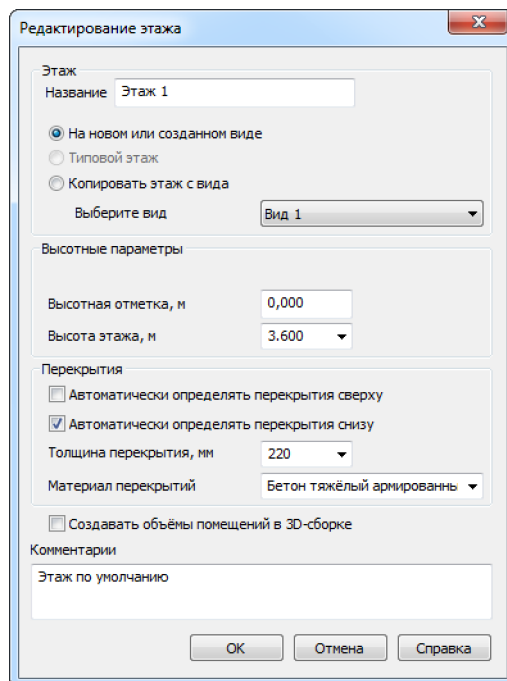 Редактирование этажа
Этаж
Название Этаж 1
На новом или созданном виде
Типовой этаж
Копировать этаж с вида
Выберите вид Вид 1
Высотные параметры
Высотная отметка, м 0,000
Высота этажа, м 3.600
Перекрытия
Автоматически определять перекрытия сверху
Автоматически определять перекрытия снизу
Толщина перекрытия, мм 220
Материал перекрытий Бетон тяжёлый армированны
Создавать объёмы помещений в 3D-сборке
Комментарии
Этаж по умолчанию
OK Отмена Справка